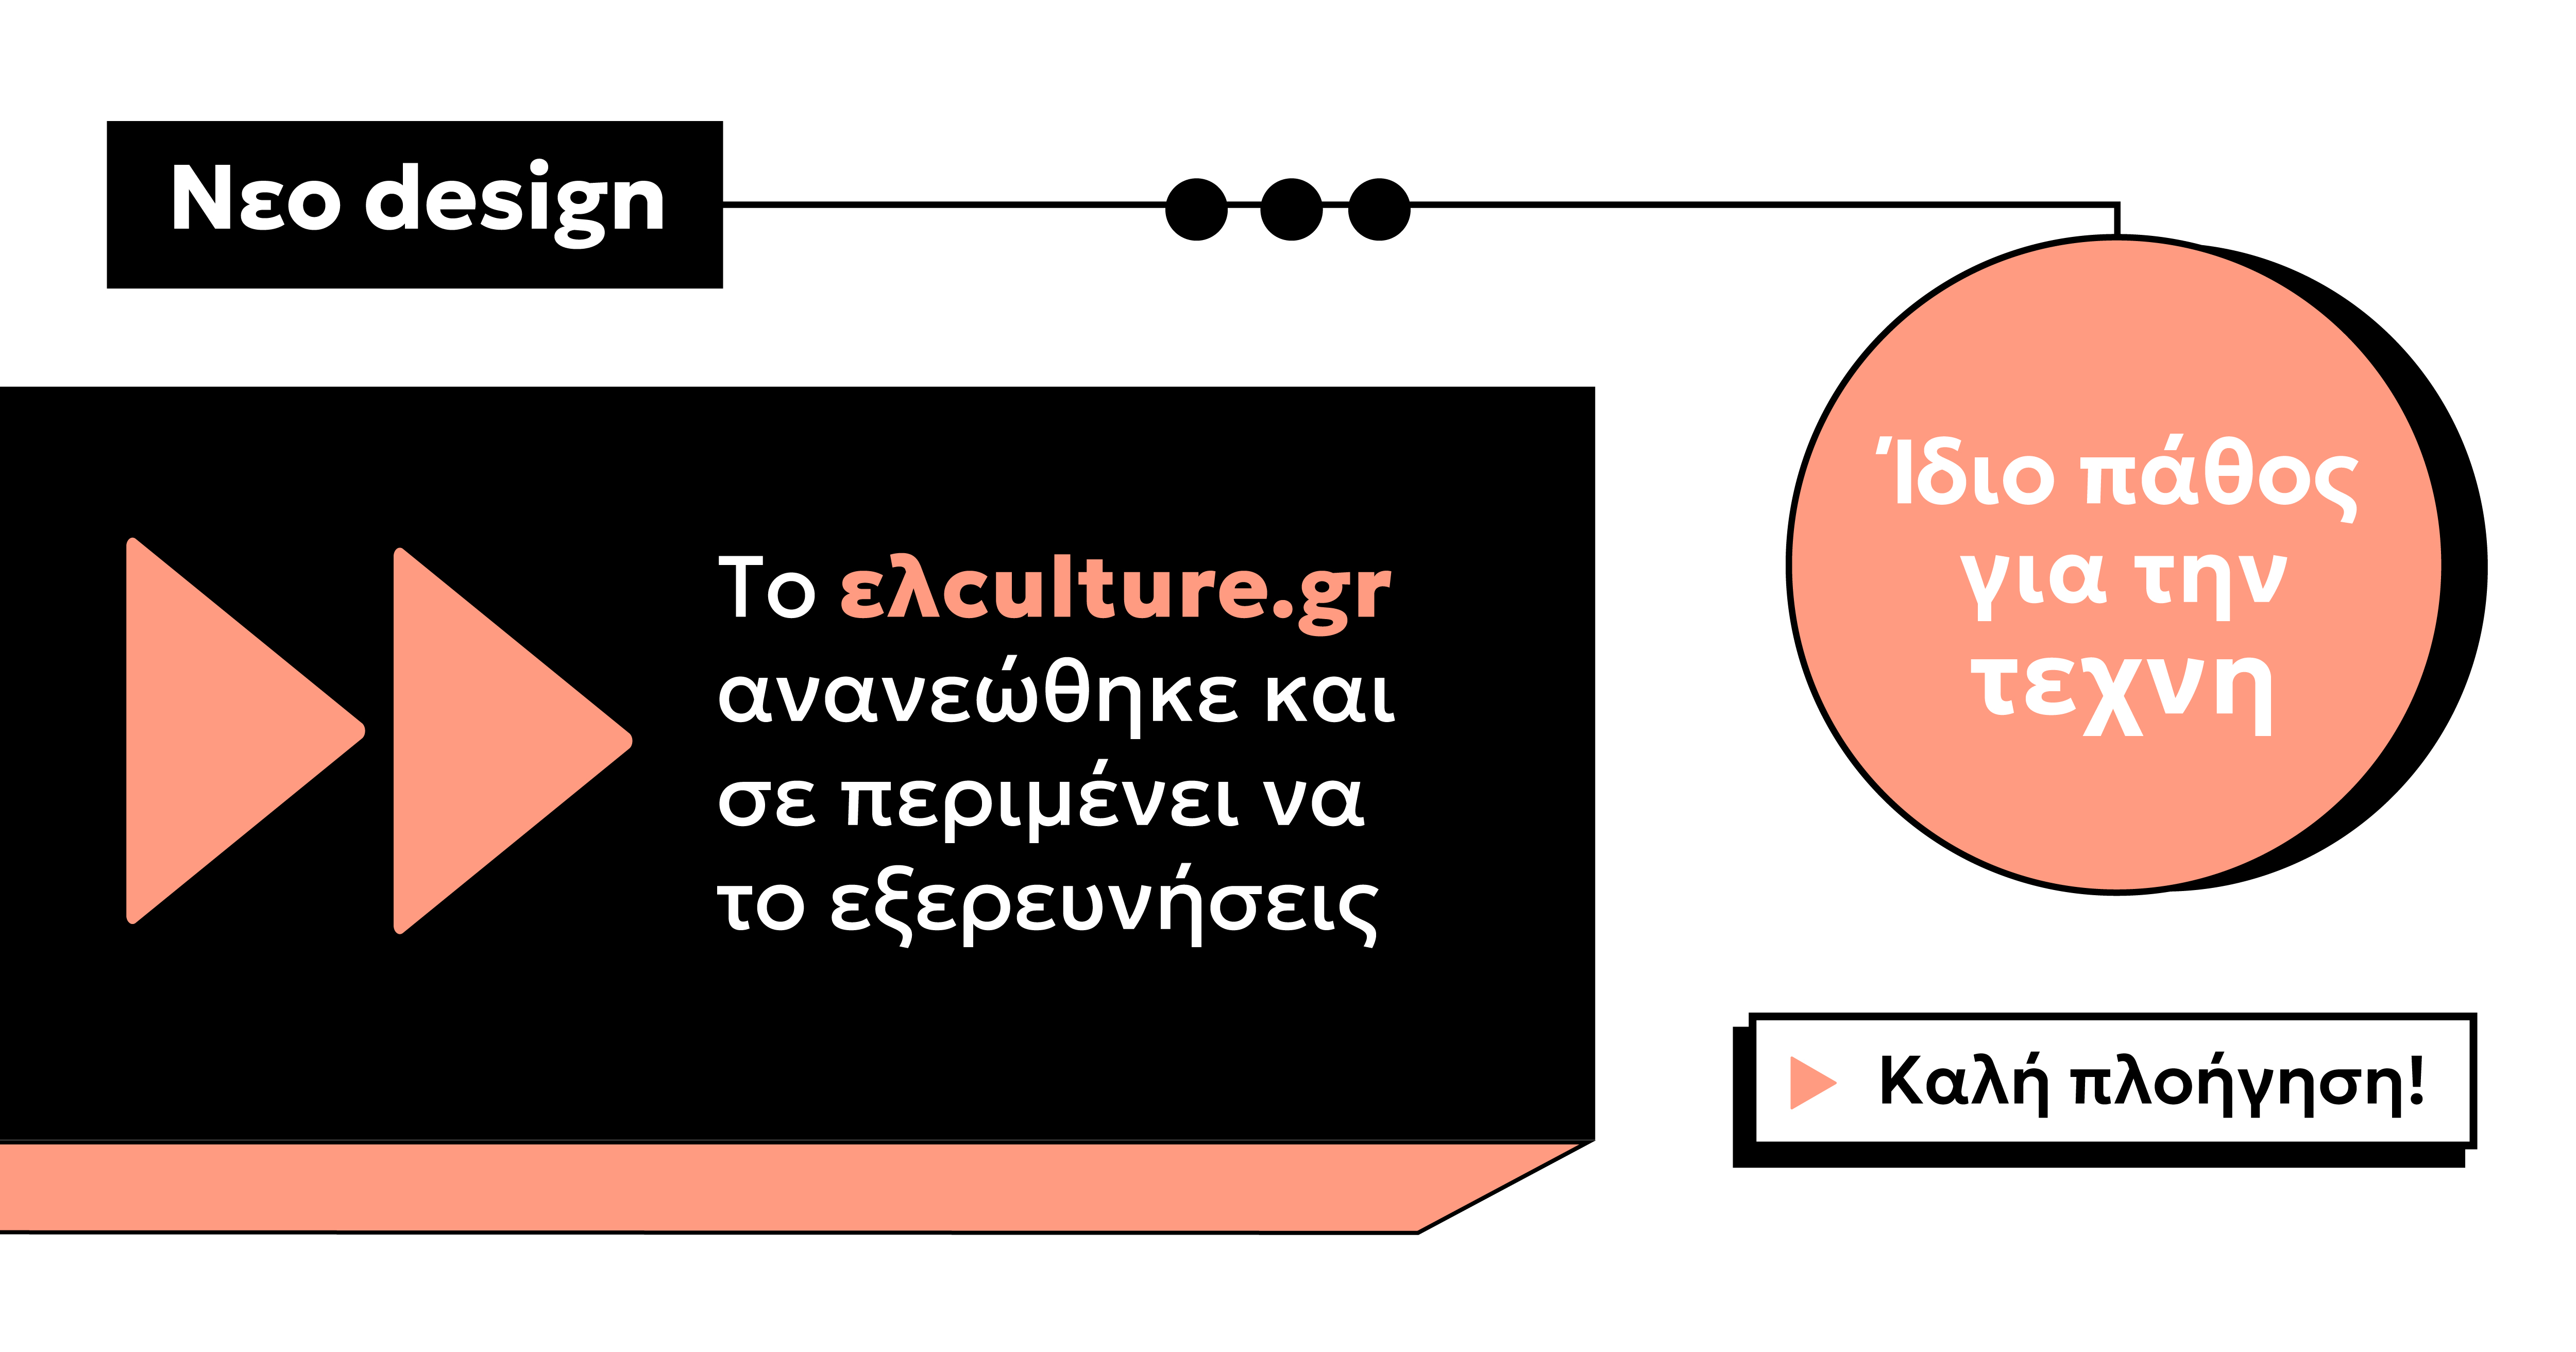 Νεο design
Το ελculture.gr
ανανεώθηκε και
σε περιμένει να
το εξερευνήσεις
Ίδιο πάθος
για την
τεχνη
Καλή πλοήγηση!